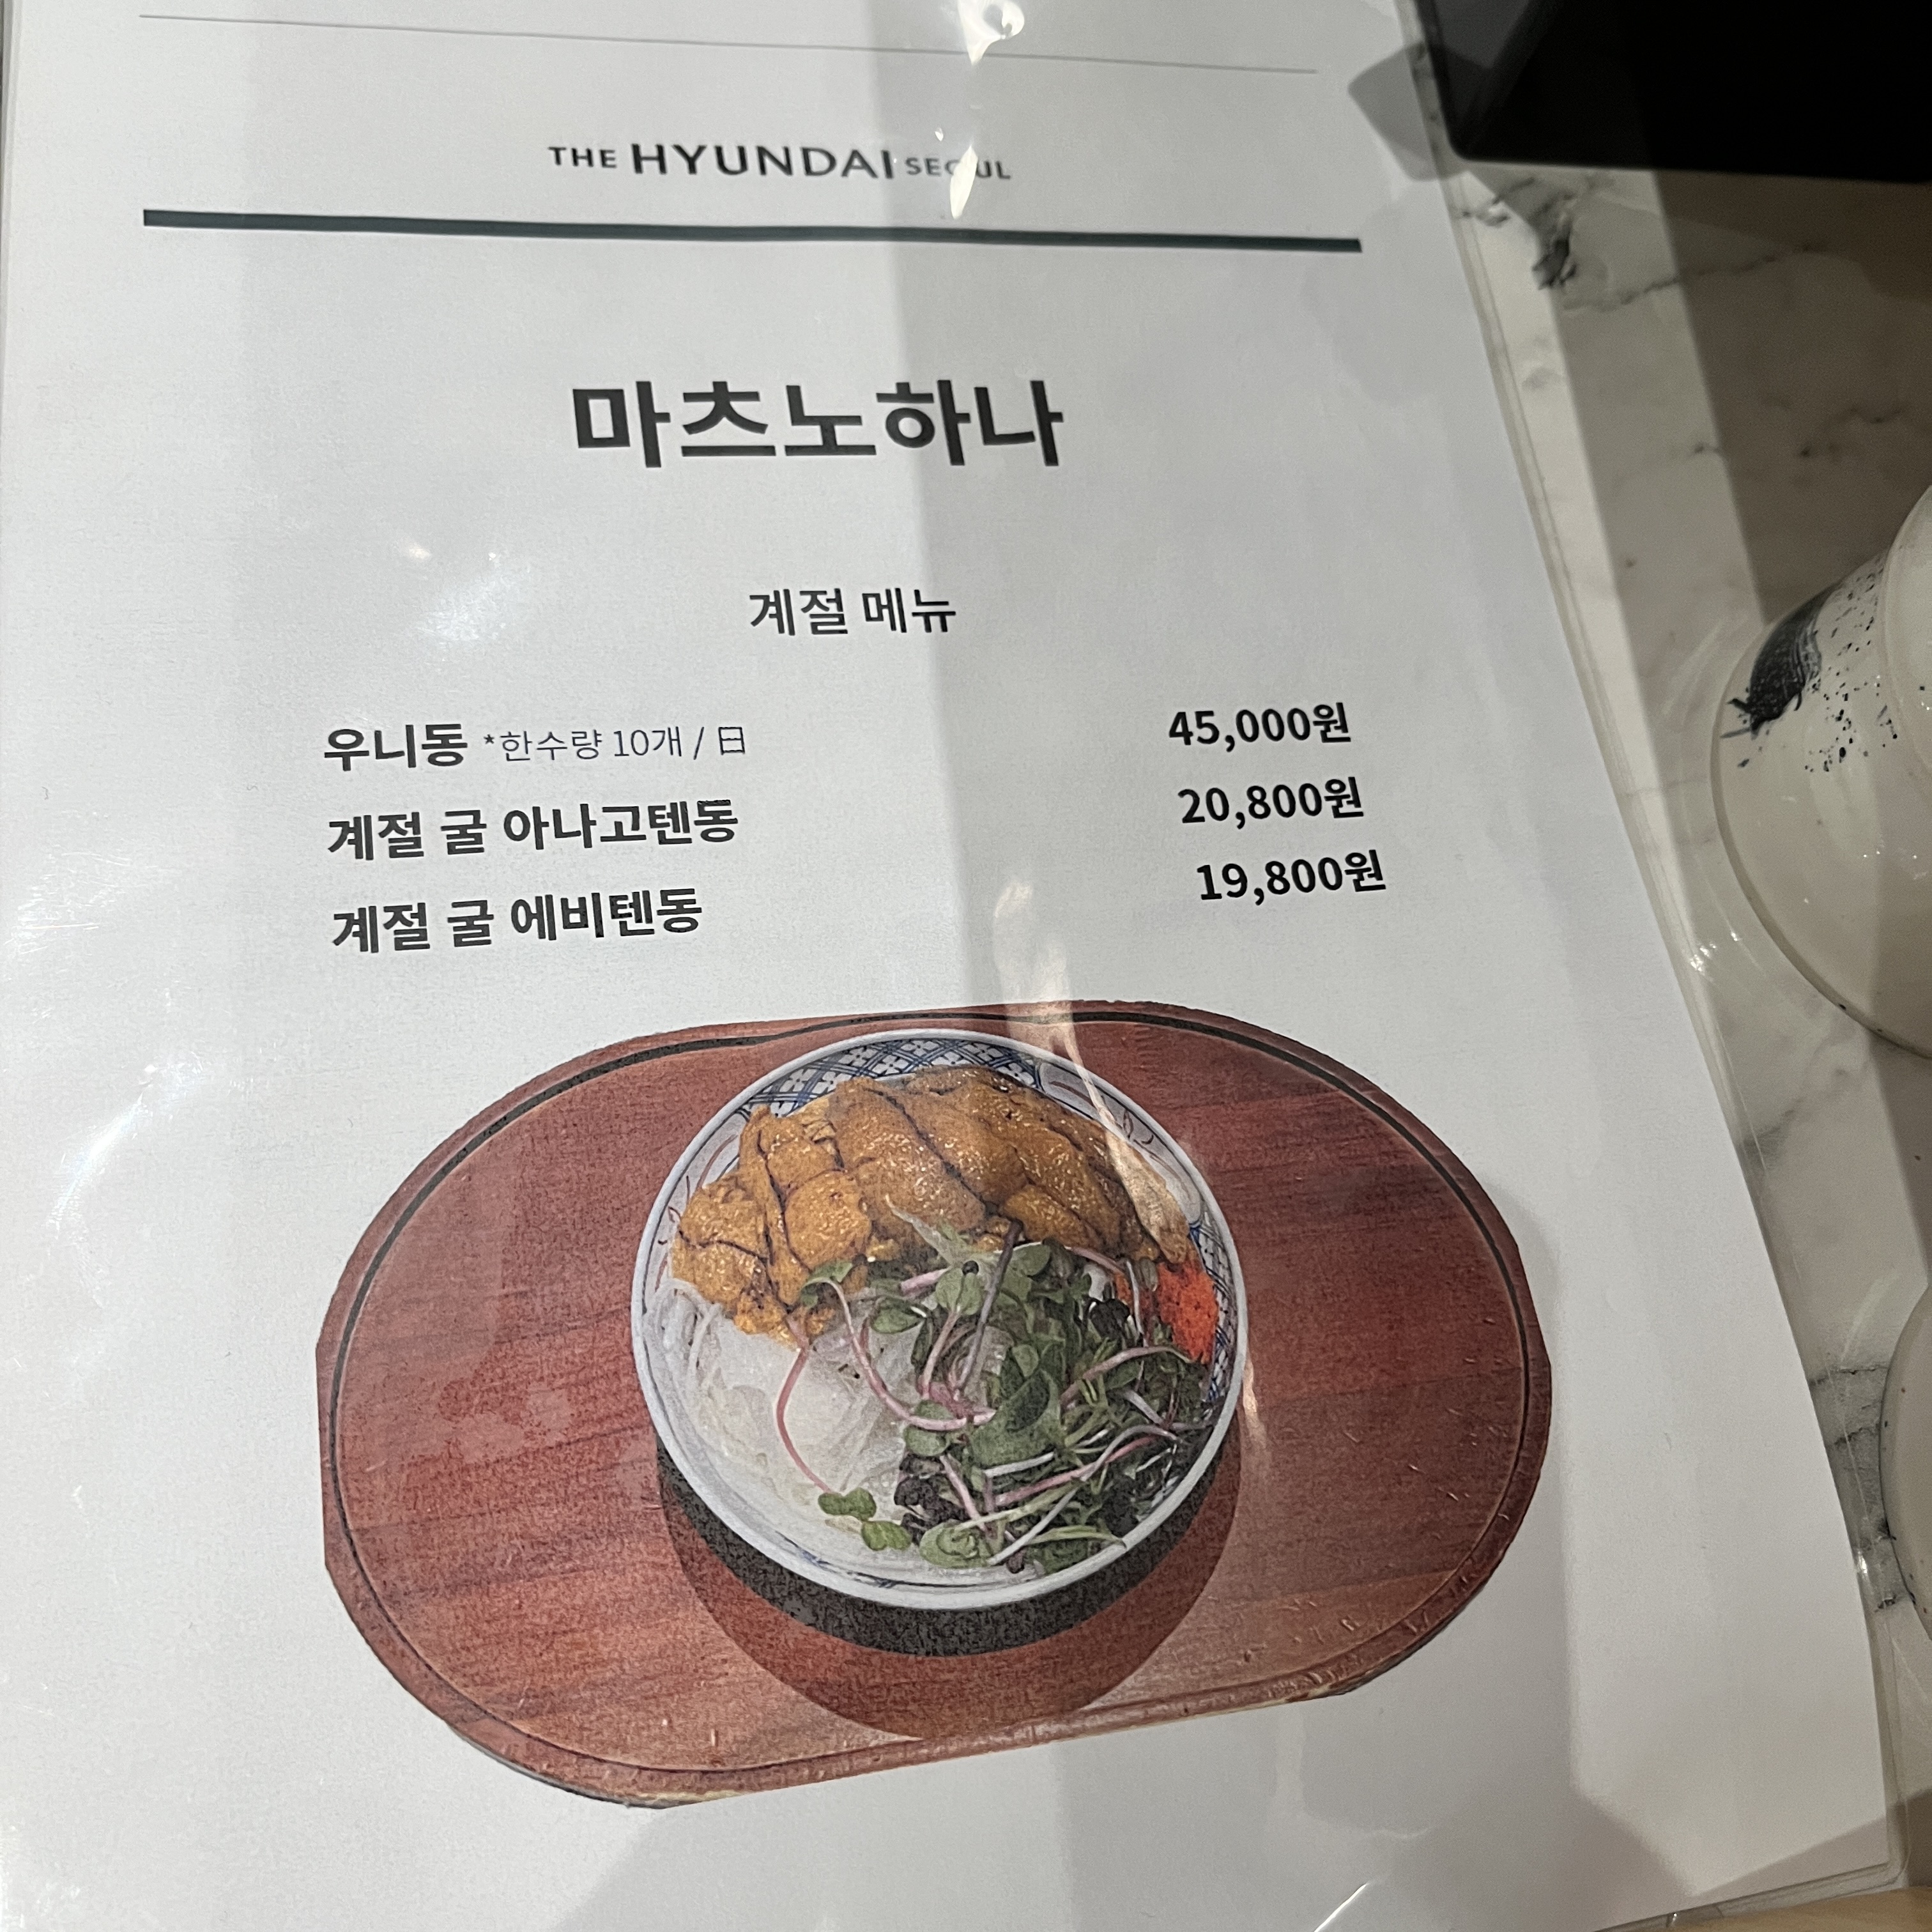 THE HYUNDAI SEOUL
마츠노하나
계절 메뉴
우니동 *한수량 10개 / 日 45,000원
계절 굴 아나고텐동 20,800원
계절 굴 에비텐동 19,800원